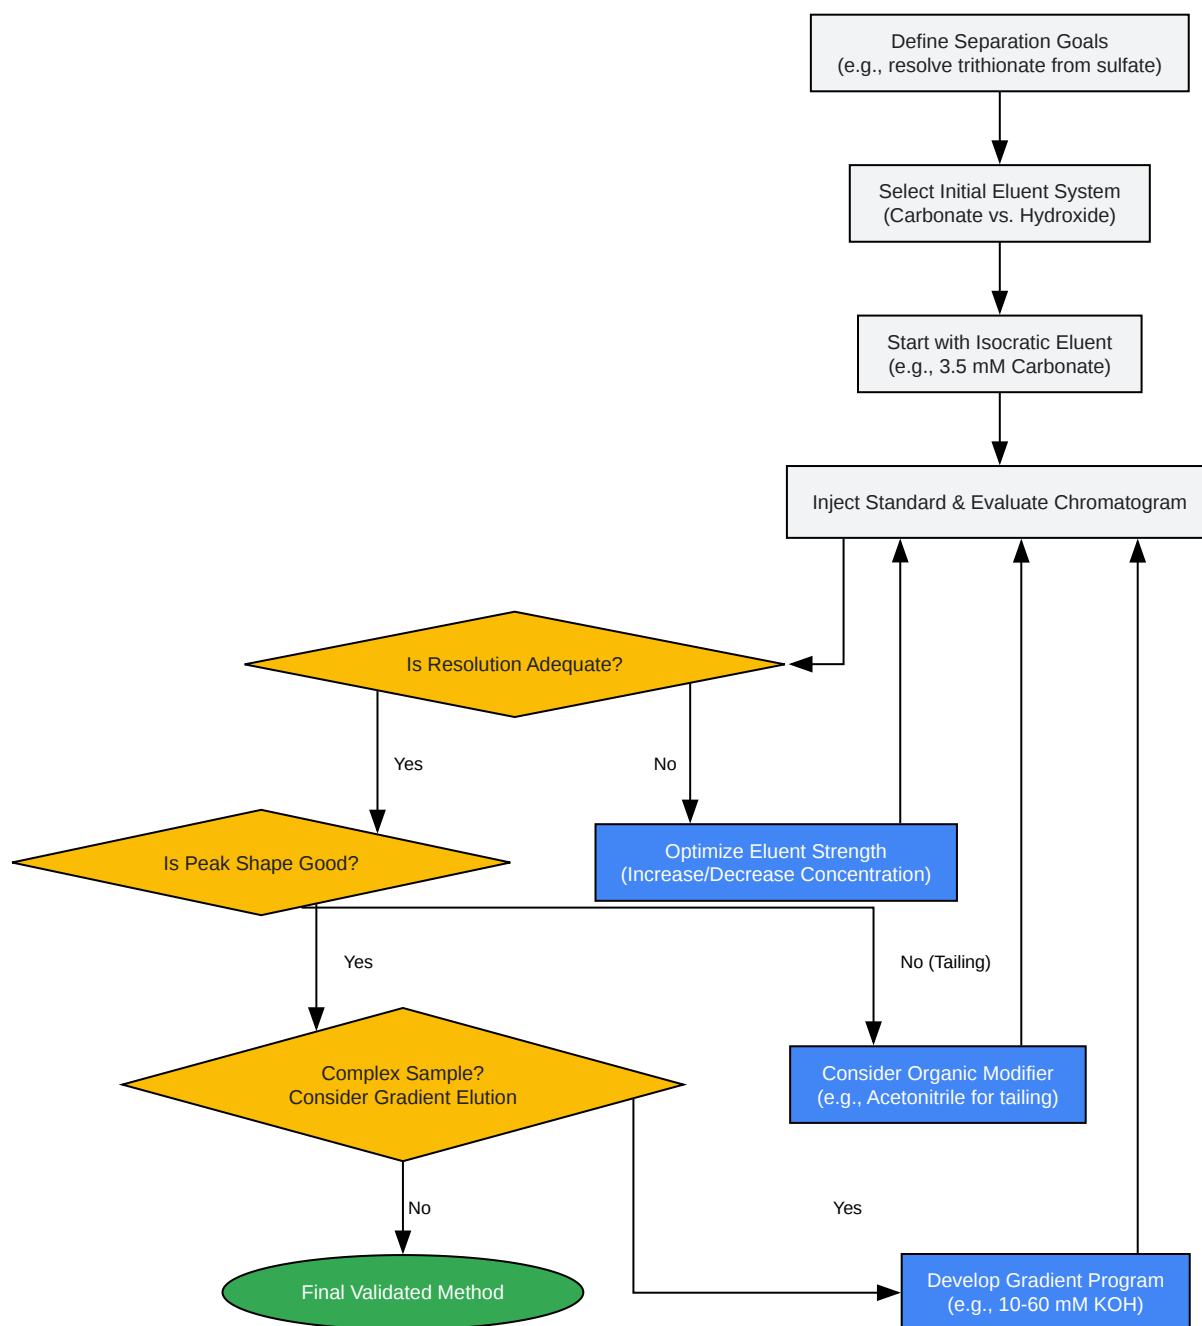 Define Separation Goals
(e.g., resolve trithionate from sulfate)
Select Initial Eluent System
(Carbonate vs. Hydroxide)
Start with Isocratic Eluent
(e.g., 3.5 mM Carbonate)
Inject Standard & Evaluate Chromatogram
Is Resolution Adequate?
Yes
No
Optimize Eluent Strength
(Increase/Decrease Concentration)
Is Peak Shape Good?
Yes
No (Tailing)
Complex Sample?
Consider Gradient Elution
Consider Organic Modifier
(e.g., Acetonitrile for tailing)
No
Yes
Final Validated Method
Develop Gradient Program
(e.g., 10-60 mM KOH)